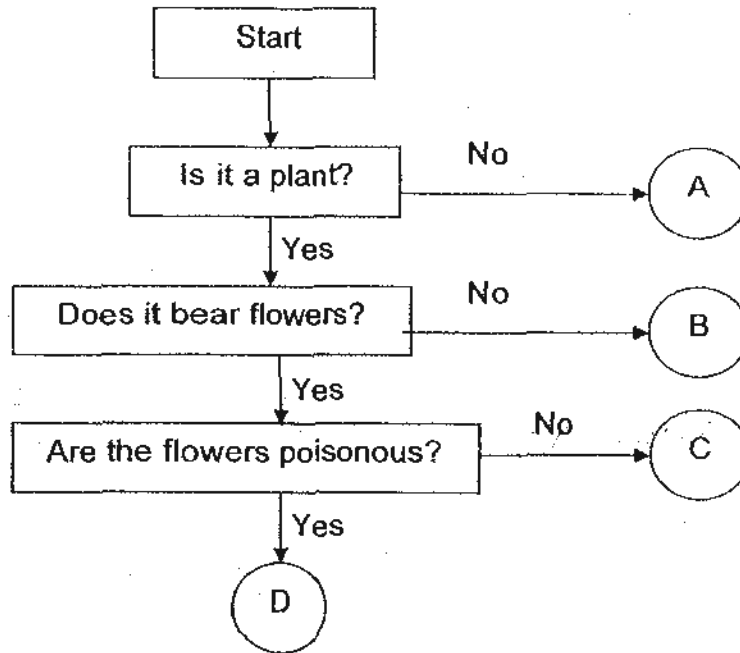 Start
Is it a plant?
No
A
Yes
Does it bear flowers?
No
B
Yes
Are the flowers poisonous?
No
C
Yes
D